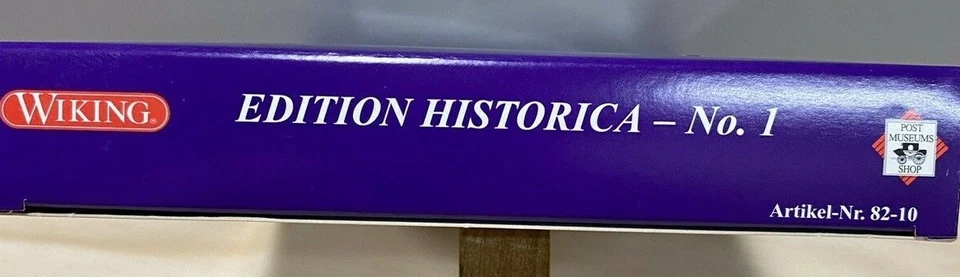 WIKING®
EDITION HISTORICA – No. 1
POST
MUSEUMS
SHOP
Artikel-Nr. 82-10